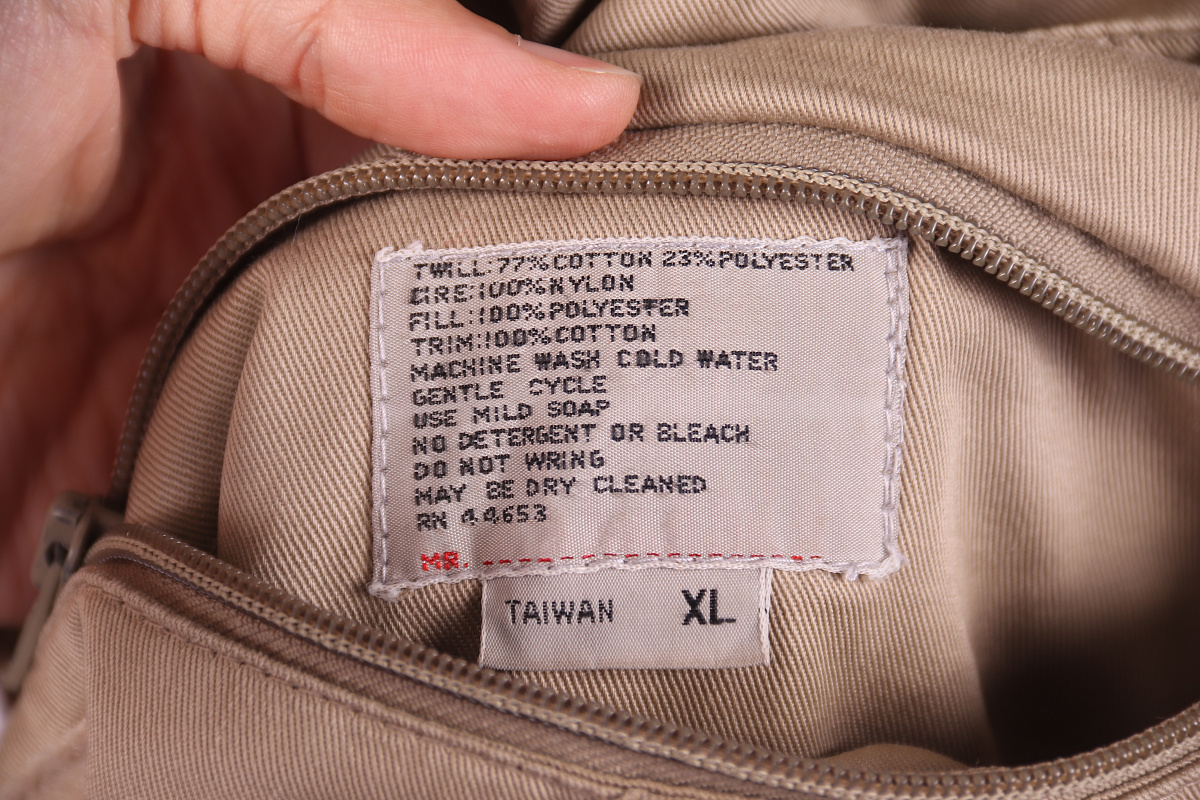 TWILL: 77% COTTON 23% POLYESTER
CIRE: 100% NYLON
FILL: 100% POLYESTER
TRIM: 100% COTTON
MACHINE WASH COLD WATER
GENTLE CYCLE
USE MILD SOAP
NO DETERGENT OR BLEACH
DO NOT WRING
MAY BE DRY CLEANED
RN 44653
MR.
TAIWAN XL